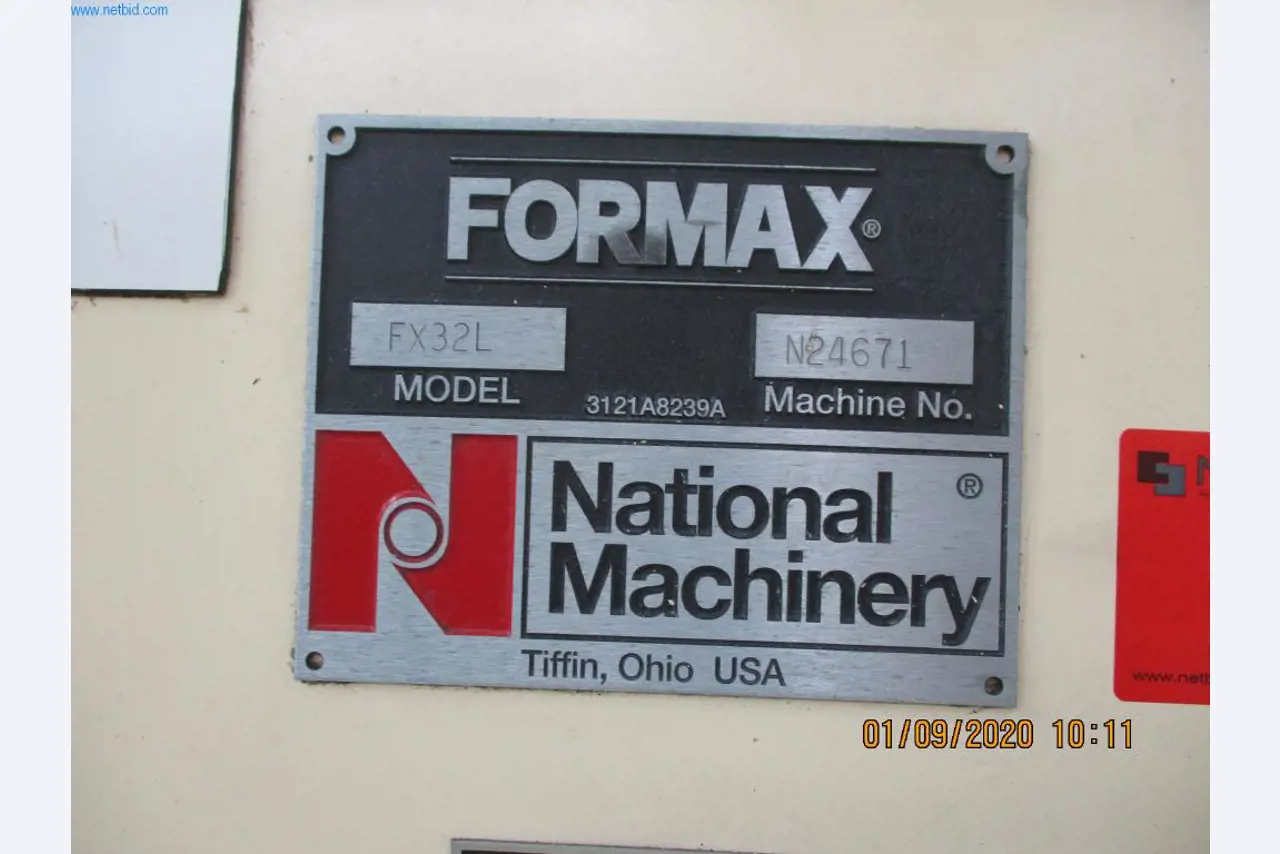 www.netbid.com
FORMAX®
FX32L
MODEL
3121A8239A
N24671
Machine No.
National ®
Machinery
Tiffin, Ohio USA
01/09/2020 10:11